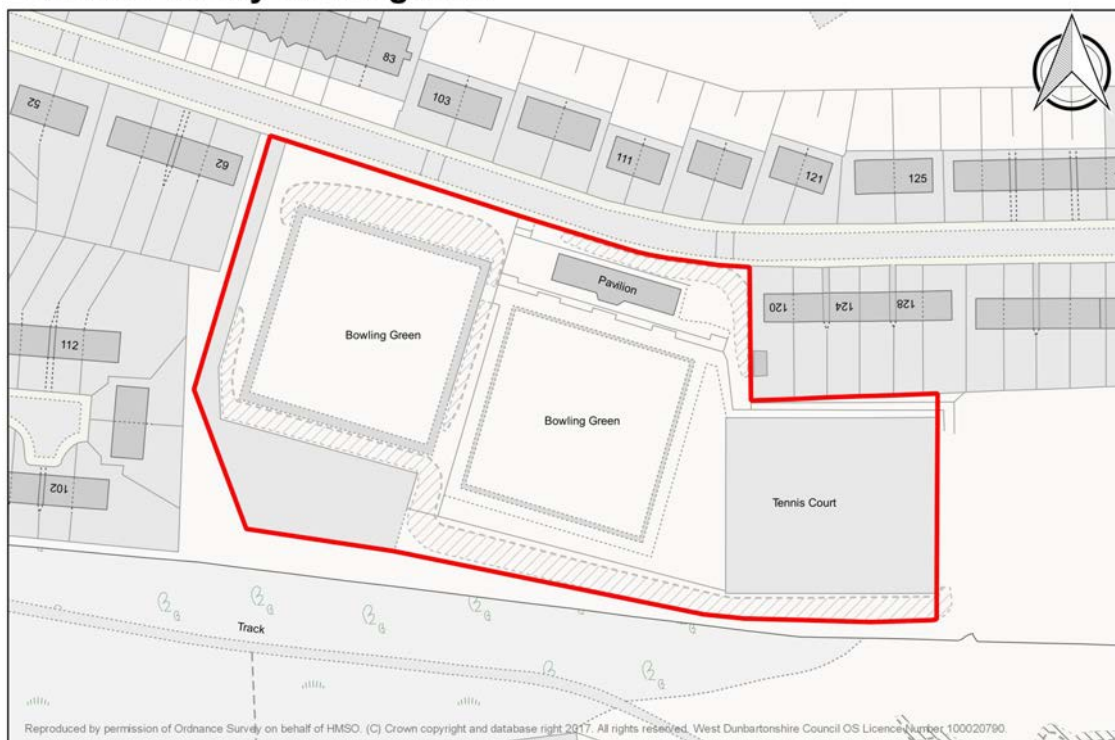 83
103
52
62
111
121
125
Pavilion
120
124
128
Bowling Green
112
Bowling Green
102
Tennis Court
Track
Reproduced by permission of Ordnance Survey on behalf of HMSO. (C) Crown copyright and database right 2017. All rights reserved. West Dunbartonshire Council OS Licence Number 100020790.